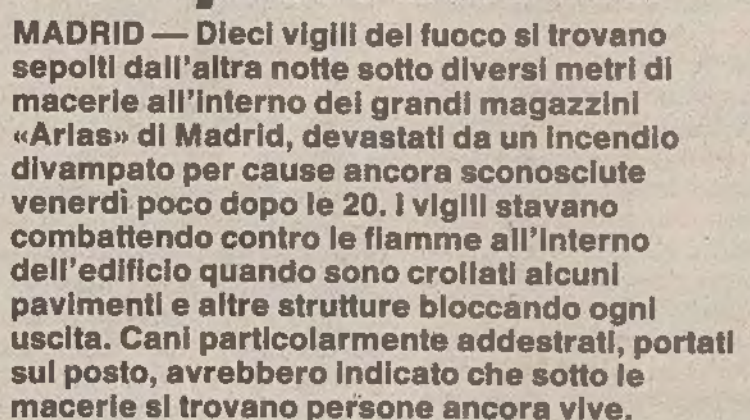 MADRID — Dieci vigili del fuoco si trovano
sepolti dall'altra notte sotto diversi metri di
macerie all'interno dei grandi magazzini
«Arias» di Madrid, devastati da un incendio
divampato per cause ancora sconosciute
venerdì poco dopo le 20. I vigili stavano
combattendo contro le fiamme all'interno
dell'edificio quando sono crollati alcuni
pavimenti e altre strutture bloccando ogni
uscita. Cani particolarmente addestrati, portati
sul posto, avrebbero indicato che sotto le
macerie si trovano persone ancora vive.